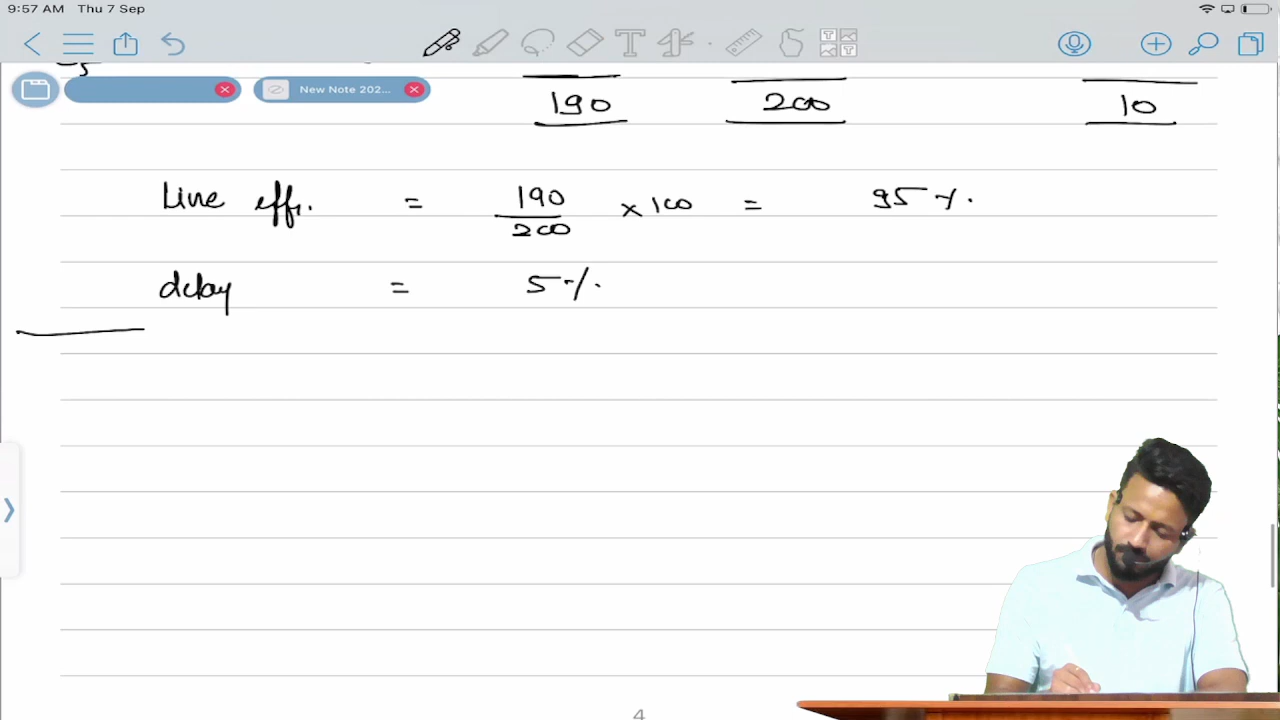 9:57 AM Thu 7 Sep
New Note 202...
190 200 10
Line effi. = 190/200 x 100 = 95 %.
delay = 5 %.
4